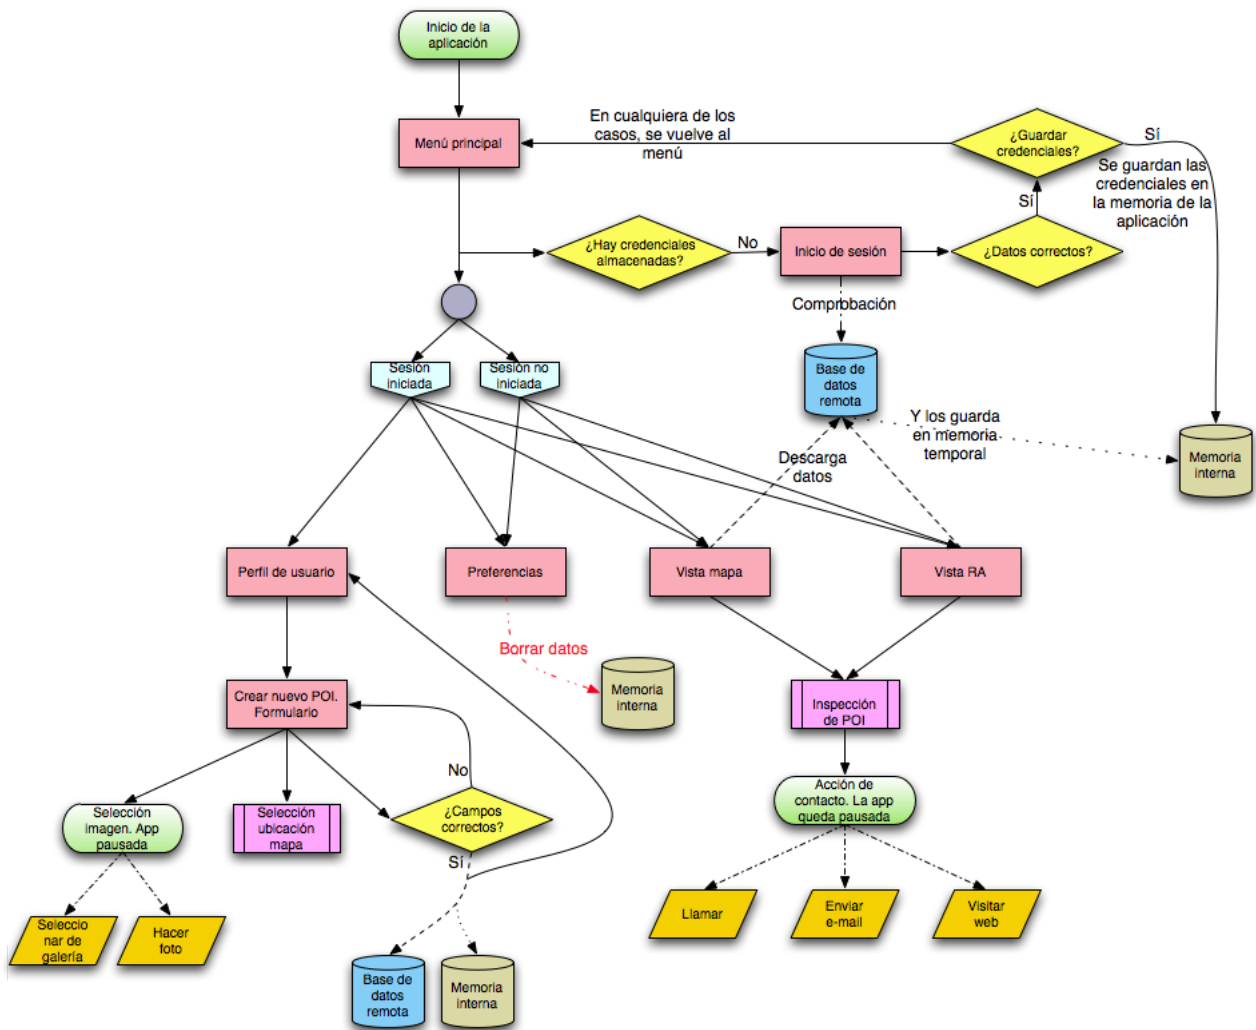 Inicio de la
aplicación
En cualquiera de los
casos, se vuelve al
menú
Menú principal
¿Guardar
credenciales?
Sí
Se guardan las
credenciales en
la memoria de la
aplicación
Sí
¿Hay credenciales
almacenadas?
No
Inicio de sesión
¿Datos correctos?
Comprobación
Sesión
iniciada
Sesión no
iniciada
Base de
datos
remota
Y los guarda
en memoria
temporal
Descarga
datos
Memoria
interna
Perfil de usuario
Preferencias
Vista mapa
Vista RA
Borrar datos
Memoria
interna
Crear nuevo POI.
Formulario
Inspección
de POI
No
Selección
imagen. App
pausada
Selección
ubicación
mapa
¿Campos
correctos?
Acción de
contacto. La app
queda pausada
Sí
Seleccio
nar de
galería
Hacer
foto
Llamar
Enviar
e-mail
Visitar
web
Base de
datos
remota
Memoria
interna